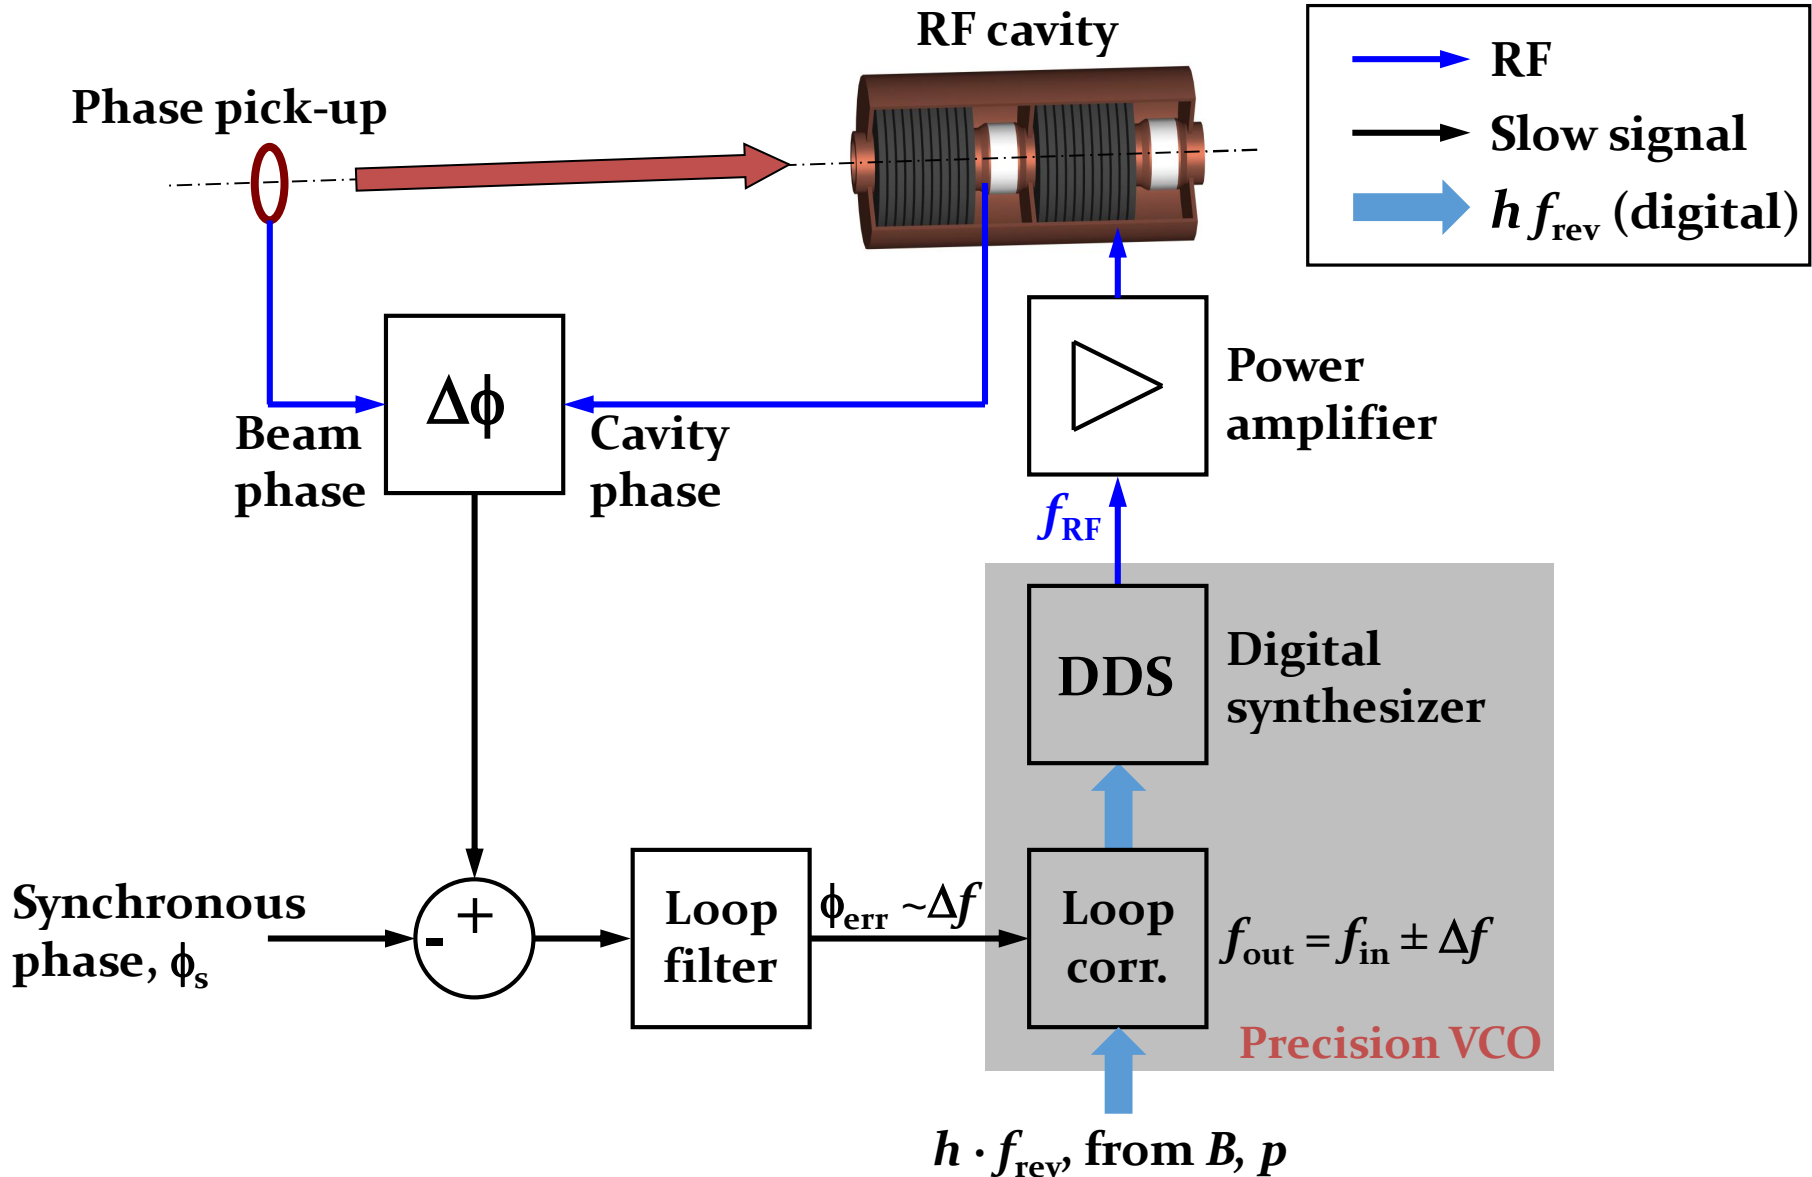 RF cavity
Phase pick-up
RF
Slow signal
h f_rev (digital)
Δϕ
Beam
phase
Cavity
phase
Power
amplifier
f_RF
DDS
Digital
synthesizer
Synchronous
phase, ϕ_s
+
-
Loop
filter
ϕ_err ~Δf
Loop
corr.
f_out = f_in ± Δf
Precision VCO
h · f_rev, from B, p